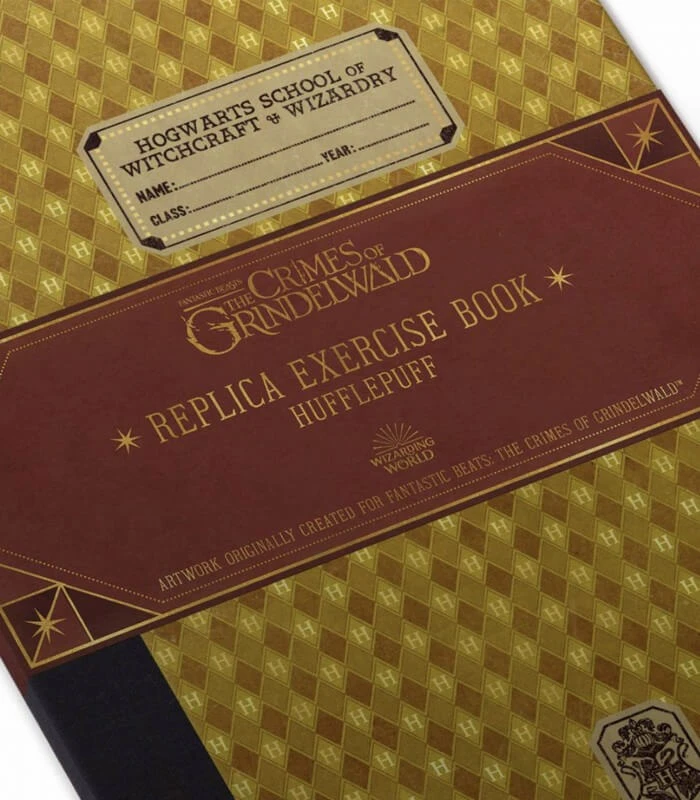 HOGWARTS SCHOOL OF
WITCHCRAFT & WIZARDRY
NAME:
CLASS: YEAR:
FANTASTIC BEASTS
THE CRIMES OF
GRINDELWALD
REPLICA EXERCISE BOOK
HUFFLEPUFF
WIZARDING
WORLD
ARTWORK ORIGINALLY CREATED FOR FANTASTIC BEATS: THE CRIMES OF GRINDELWALD™